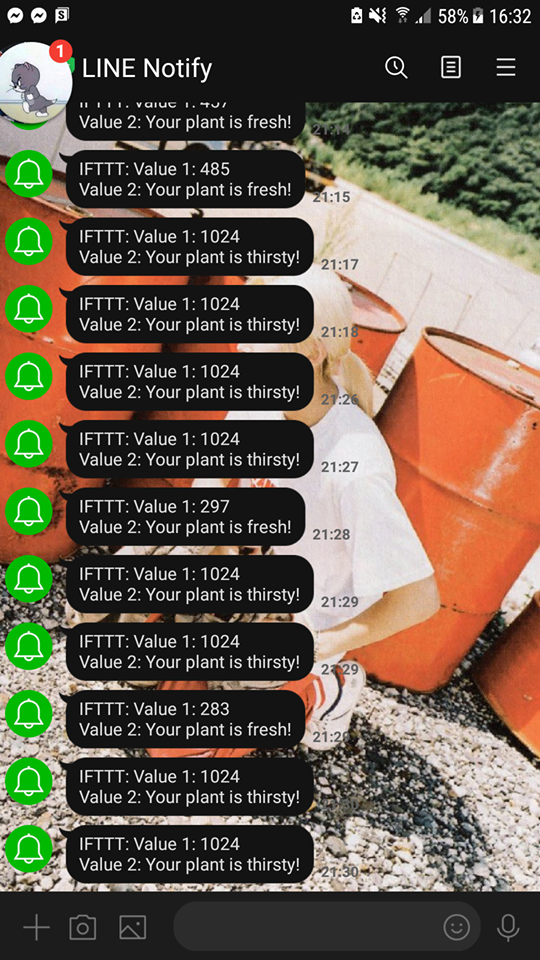 58% 16:32
1
LINE Notify
IFTTT: Value 1: 457
Value 2: Your plant is fresh!
21:14
IFTTT: Value 1: 485
Value 2: Your plant is fresh!
21:15
IFTTT: Value 1: 1024
Value 2: Your plant is thirsty!
21:17
IFTTT: Value 1: 1024
Value 2: Your plant is thirsty!
21:18
IFTTT: Value 1: 1024
Value 2: Your plant is thirsty!
21:26
IFTTT: Value 1: 1024
Value 2: Your plant is thirsty!
21:27
IFTTT: Value 1: 297
Value 2: Your plant is fresh!
21:28
IFTTT: Value 1: 1024
Value 2: Your plant is thirsty!
21:29
IFTTT: Value 1: 1024
Value 2: Your plant is thirsty!
21:29
IFTTT: Value 1: 283
Value 2: Your plant is fresh!
21:29
IFTTT: Value 1: 1024
Value 2: Your plant is thirsty!
IFTTT: Value 1: 1024
Value 2: Your plant is thirsty!
21:30